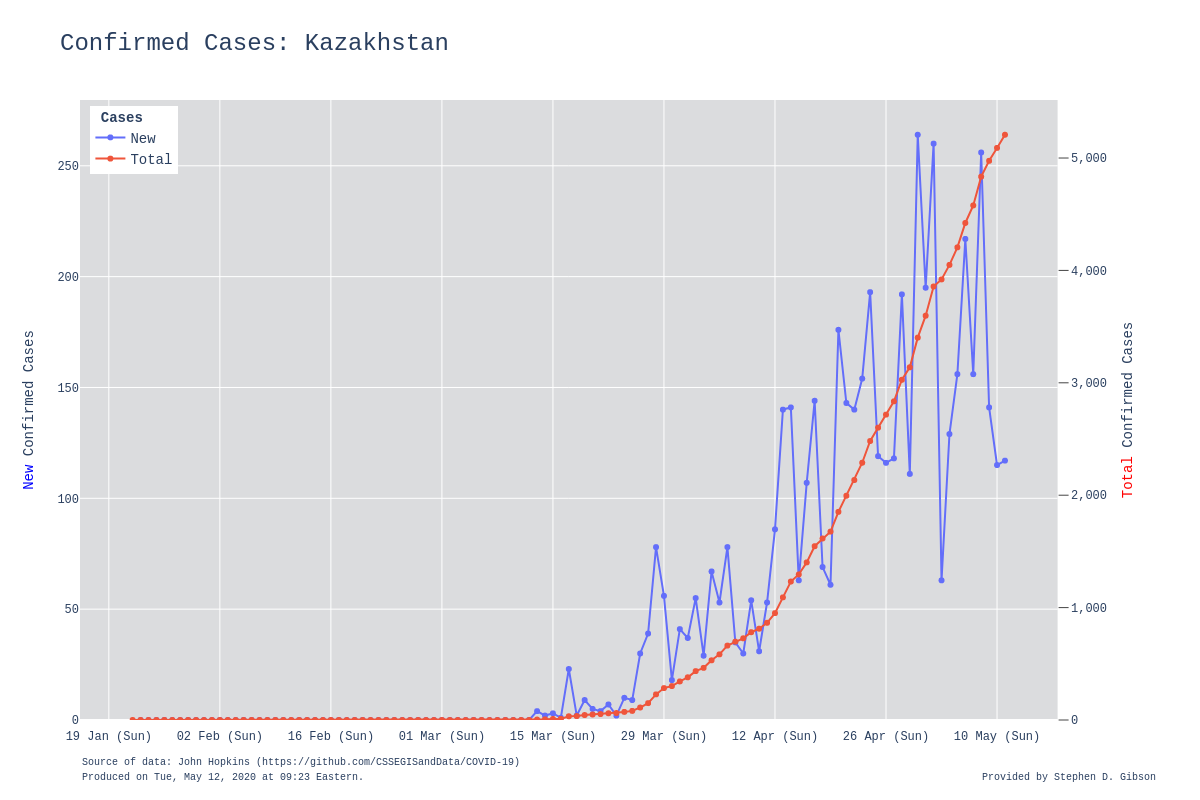 Confirmed Cases: Kazakhstan
Cases
New
Total
250
200
150
100
50
0
5,000
4,000
3,000
2,000
1,000
0
New Confirmed Cases
Total Confirmed Cases
19 Jan (Sun) 02 Feb (Sun) 16 Feb (Sun) 01 Mar (Sun) 15 Mar (Sun) 29 Mar (Sun) 12 Apr (Sun) 26 Apr (Sun) 10 May (Sun)
Source of data: John Hopkins (https://github.com/CSSEGISandData/COVID-19)
Produced on Tue, May 12, 2020 at 09:23 Eastern.
Provided by Stephen D. Gibson